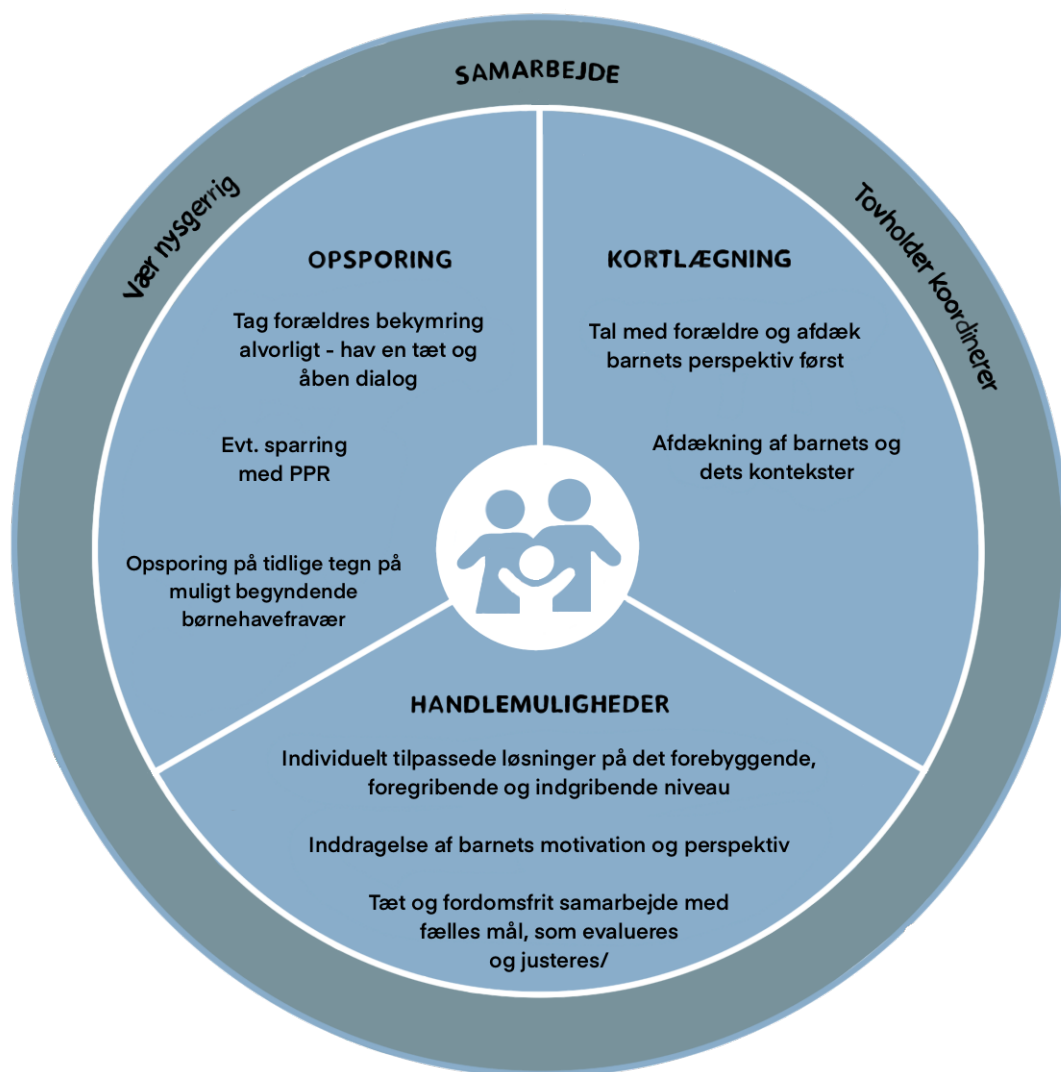 SAMARBEJDE
Vær nysgerrig
Tovholder koordinerer
OPSPORING
Tag forældres bekymring
alvorligt - hav en tæt og
åben dialog
Evt. sparring
med PPR
Opsporing på tidlige tegn på
muligt begyndende
børnehavefravær
KORTLÆGNING
Tal med forældre og afdæk
barnets perspektiv først
Afdækning af barnets og
dets kontekster
HANDLEMULIGHEDER
Individuelt tilpassede løsninger på det forebyggende,
foregribende og indgribende niveau
Inddragelse af barnets motivation og perspektiv
Tæt og fordomsfrit samarbejde med
fælles mål, som evalueres
og justeres/